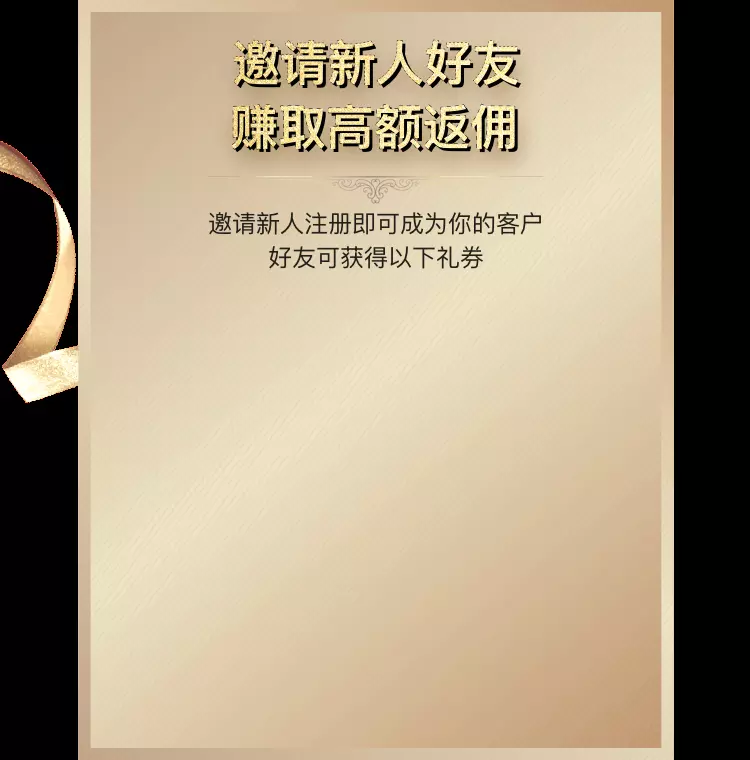 邀请新人好友
赚取高额返佣
邀请新人注册即可成为你的客户
好友可获得以下礼券